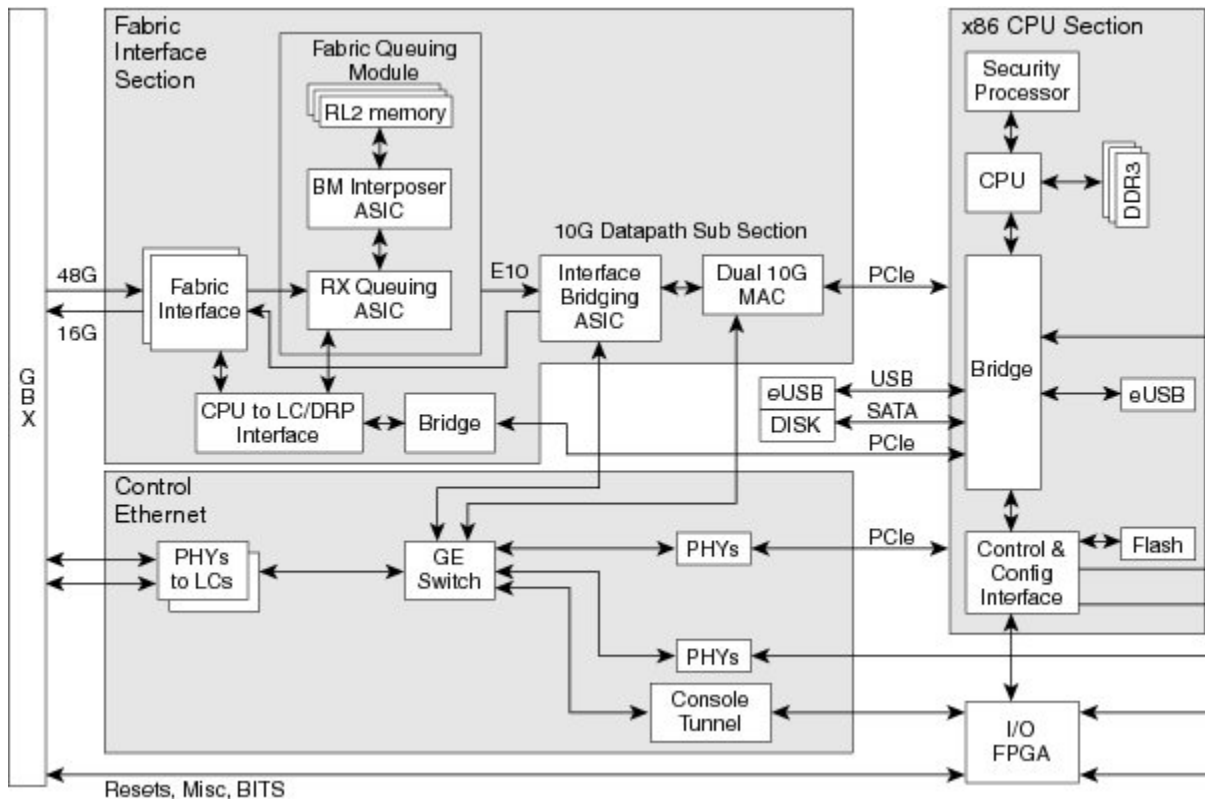 Fabric
Interface
Section
Fabric Queuing
Module
RL2 memory
BM Interposer
ASIC
RX Queuing
ASIC
48G
16G
Fabric
Interface
E10
10G Datapath Sub Section
Interface
Bridging
ASIC
Dual 10G
MAC
PCIe
CPU to LC/DRP
Interface
Bridge
eUSB
DISK
USB
SATA
PCIe
x86 CPU Section
Security
Processor
CPU
DDR3
Bridge
eUSB
Control &
Config
Interface
Flash
GBX
Control
Ethernet
PHYs
to LCs
GE
Switch
PHYs
PCIe
PHYs
Console
Tunnel
I/O
FPGA
Resets, Misc, BITS